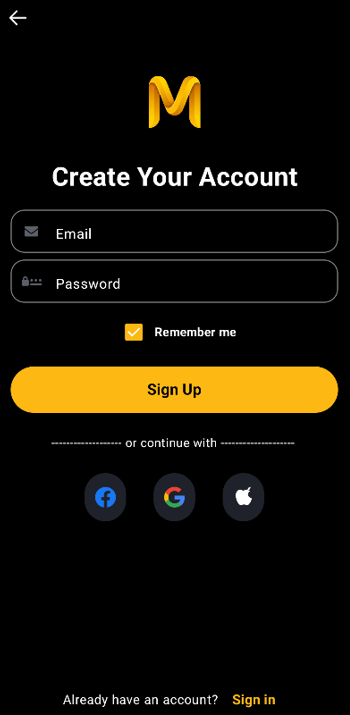 M
Create Your Account
Email
Password
Remember me
Sign Up
------------------- or continue with --------------------
Already have an account? Sign in